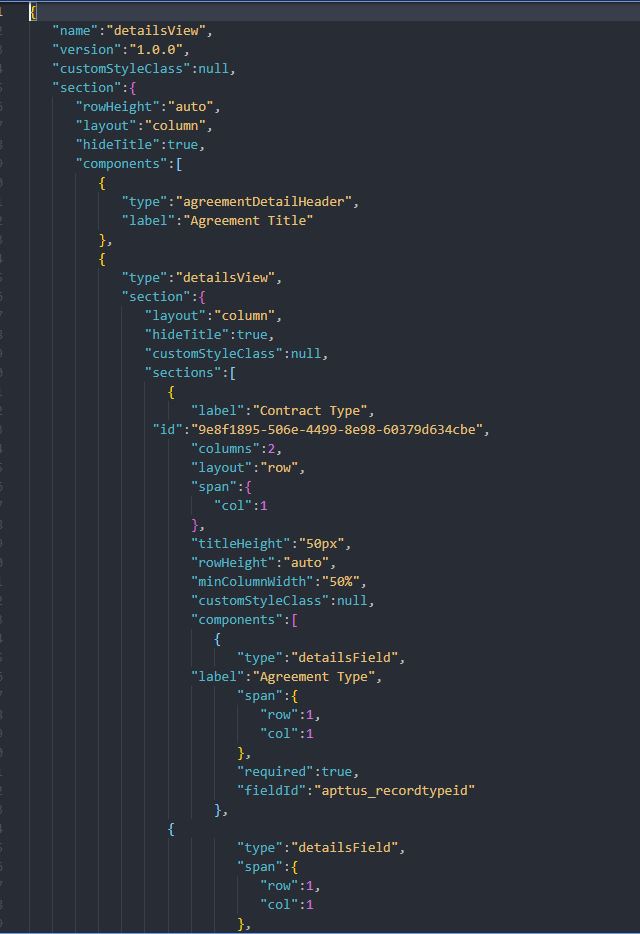 {
"name":"detailsView",
"version":"1.0.0",
"customStyleClass":null,
"section":{
"rowHeight":"auto",
"layout":"column",
"hideTitle":true,
"components":[
{
"type":"agreementDetailHeader",
"label":"Agreement Title"
},
{
"type":"detailsView",
"section":{
"layout":"column",
"hideTitle":true,
"customStyleClass":null,
"sections":[
{
"label":"Contract Type",
"id":"9e8f1895-506e-4499-8e98-60379d634cbe",
"columns":2,
"layout":"row",
"span":{
"col":1
},
"titleHeight":"50px",
"rowHeight":"auto",
"minColumnWidth":"50%",
"customStyleClass":null,
"components":[
{
"type":"detailsField",
"label":"Agreement Type",
"span":{
"row":1,
"col":1
},
"required":true,
"fieldId":"apttus_recordtypeid"
},
{
"type":"detailsField",
"span":{
"row":1,
"col":1
},